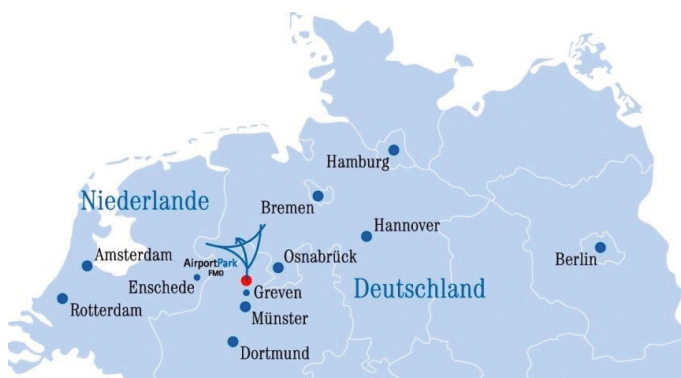 Hamburg
Niederlande
Bremen
Hannover
Amsterdam
AirportPark
FMO
Osnabrück
Berlin
Enschede
Greven
Deutschland
Rotterdam
Münster
Dortmund